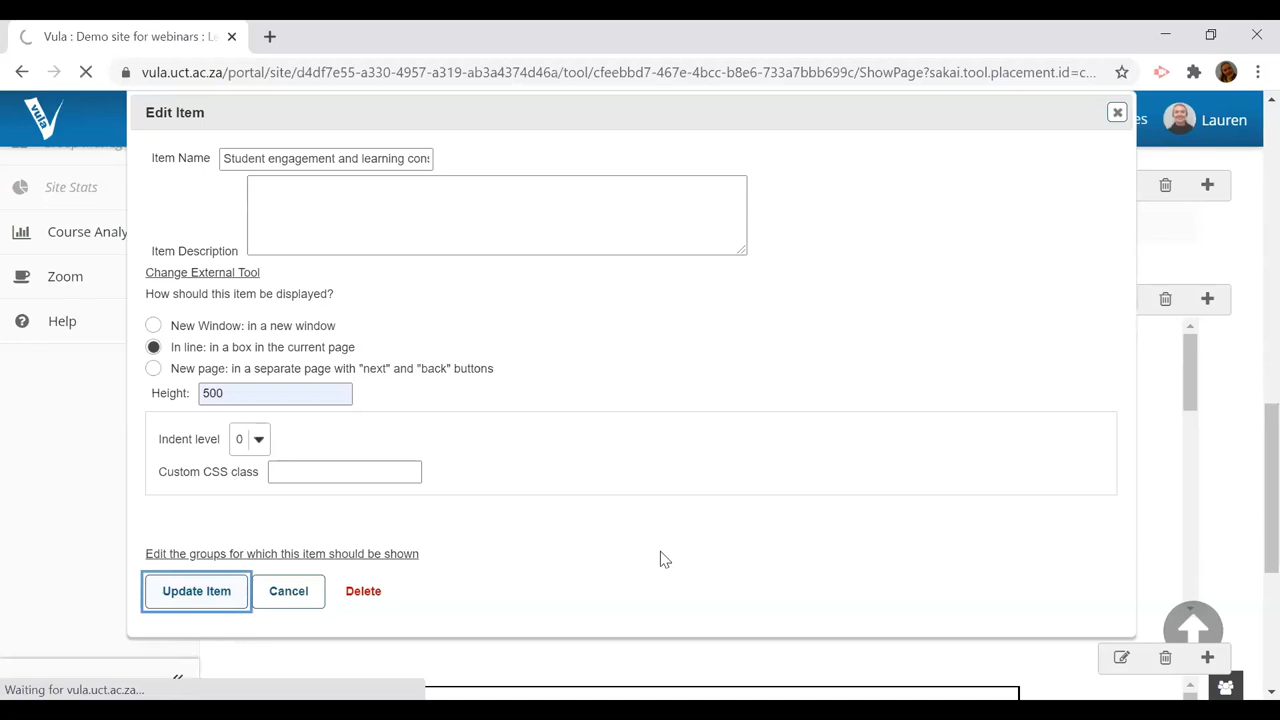 Vula : Demo site for webinars : Le
vula.uct.ac.za/portal/site/d4df7e55-a330-4957-a319-ab3a4374d46a/tool/cfeebbd7-467e-4bcc-b8e6-733a7bbb699c/ShowPage?sakai.tool.placement.id=c...
vula
Edit Item
es
Lauren
Item Name
Student engagement and learning cons
Site Stats
Course Analy
Item Description
Change External Tool
Zoom
How should this item be displayed?
Help
New Window: in a new window
In line: in a box in the current page
New page: in a separate page with "next" and "back" buttons
Height: 500
Indent level 0
Custom CSS class
Edit the groups for which this item should be shown
Update Item Cancel Delete
Waiting for vula.uct.ac.za...